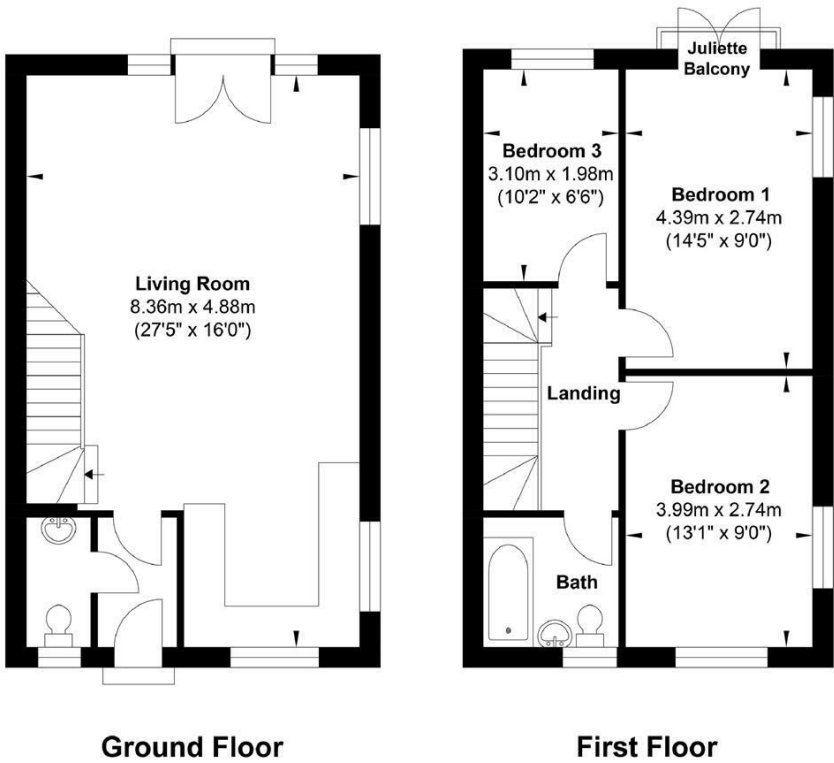 Living Room
8.36m x 4.88m
(27'5" x 16'0")
Ground Floor
Juliette
Balcony
Bedroom 3
3.10m x 1.98m
(10'2" x 6'6")
Bedroom 1
4.39m x 2.74m
(14'5" x 9'0")
Landing
Bedroom 2
3.99m x 2.74m
(13'1" x 9'0")
Bath
First Floor